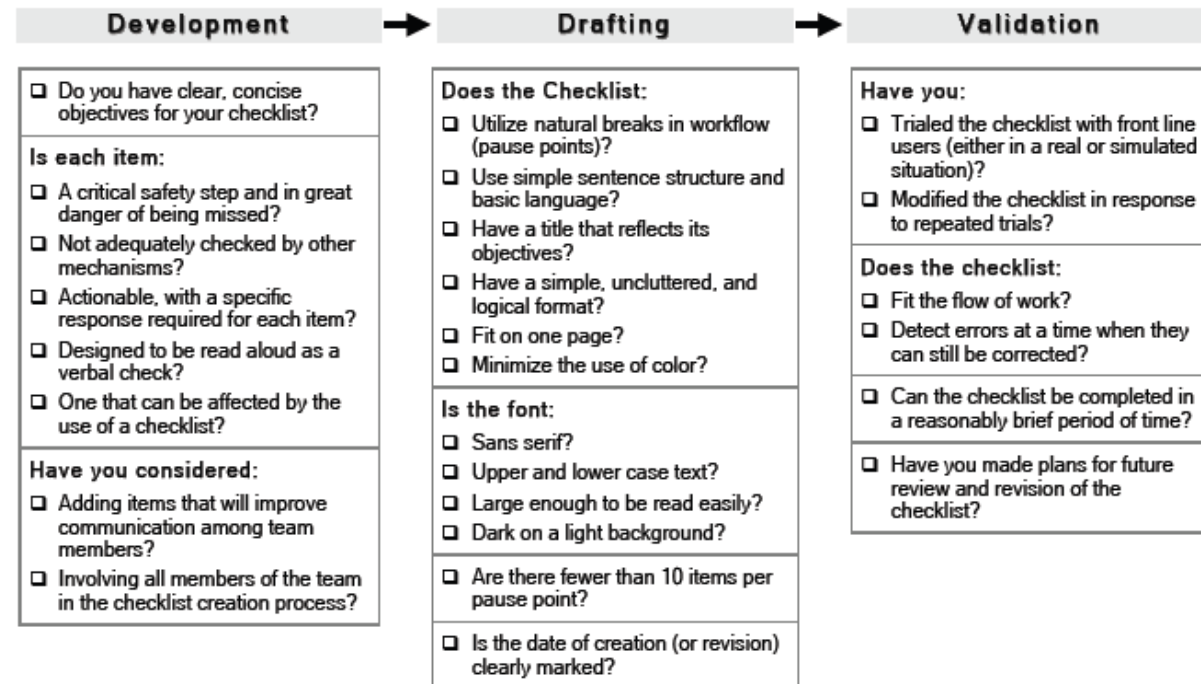 Development
Drafting
Validation
❑ Do you have clear, concise
objectives for your checklist?
Is each item:
❑ A critical safety step and in great
danger of being missed?
❑ Not adequately checked by other
mechanisms?
❑ Actionable, with a specific
response required for each item?
❑ Designed to be read aloud as a
verbal check?
❑ One that can be affected by the
use of a checklist?
Have you considered:
❑ Adding items that will improve
communication among team
members?
❑ Involving all members of the team
in the checklist creation process?
Does the Checklist:
❑ Utilize natural breaks in workflow
(pause points)?
❑ Use simple sentence structure and
basic language?
❑ Have a title that reflects its
objectives?
❑ Have a simple, uncluttered, and
logical format?
❑ Fit on one page?
❑ Minimize the use of color?
Is the font:
❑ Sans serif?
❑ Upper and lower case text?
❑ Large enough to be read easily?
❑ Dark on a light background?
❑ Are there fewer than 10 items per
pause point?
❑ Is the date of creation (or revision)
clearly marked?
Have you:
❑ Trialed the checklist with front line
users (either in a real or simulated
situation)?
❑ Modified the checklist in response
to repeated trials?
Does the checklist:
❑ Fit the flow of work?
❑ Detect errors at a time when they
can still be corrected?
❑ Can the checklist be completed in
a reasonably brief period of time?
❑ Have you made plans for future
review and revision of the
checklist?